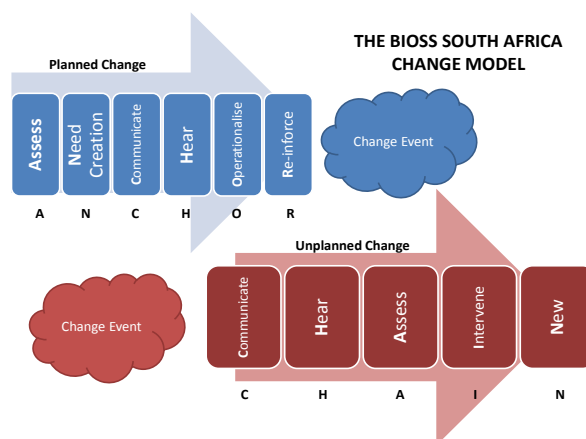 THE BIOSS SOUTH AFRICA
CHANGE MODEL
Planned Change
Assess
Need
Creation
Communicate
Hear
Operationalise
Re-inforce
Change Event
A N C H O R
Unplanned Change
Change Event
Communicate
Hear
Assess
Intervene
New
C H A I N